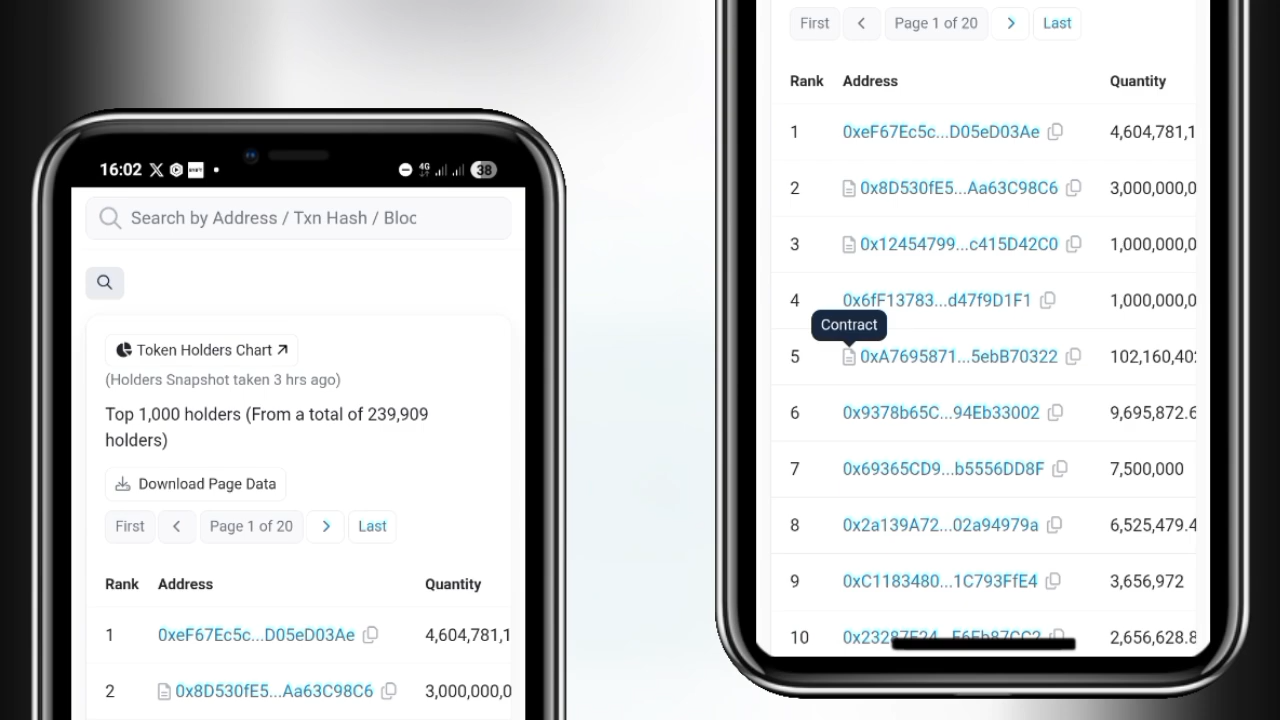 16:02
4G
38
Search by Address / Txn Hash / Bloc
Token Holders Chart
(Holders Snapshot taken 3 hrs ago)
Top 1,000 holders (From a total of 239,909
holders)
Download Page Data
First
Page 1 of 20
Last
Rank Address Quantity
1 0xeF67Ec5c...D05eD03Ae 4,604,781,1
2 0x8D530fE5...Aa63C98C6 3,000,000,0
First
Page 1 of 20
Last
Rank Address Quantity
1 0xeF67Ec5c...D05eD03Ae 4,604,781,1
2 0x8D530fE5...Aa63C98C6 3,000,000,0
3 0x12454799...c415D42C0 1,000,000,0
4 0x6fF13783...d47f9D1F1 1,000,000,0
Contract
5 0xA7695871...5ebB70322 102,160,40
6 0x9378b65C...94Eb33002 9,695,872.6
7 0x69365CD9...b5556DD8F 7,500,000
8 0x2a139A72...02a94979a 6,525,479.4
9 0xC1183480...1C793FfE4 3,656,972
10 2,656,628.8